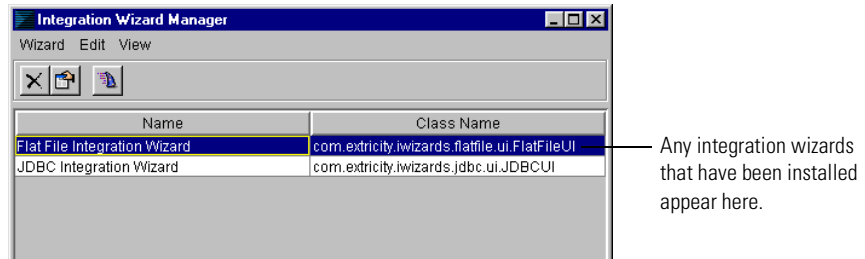 Integration Wizard Manager
Wizard Edit View
Name Class Name
Flat File Integration Wizard com.extricity.iwizards.flatfile.ui.FlatFileUI
JDBC Integration Wizard com.extricity.iwizards.jdbc.ui.JDBCUI
Any integration wizards
that have been installed
appear here.